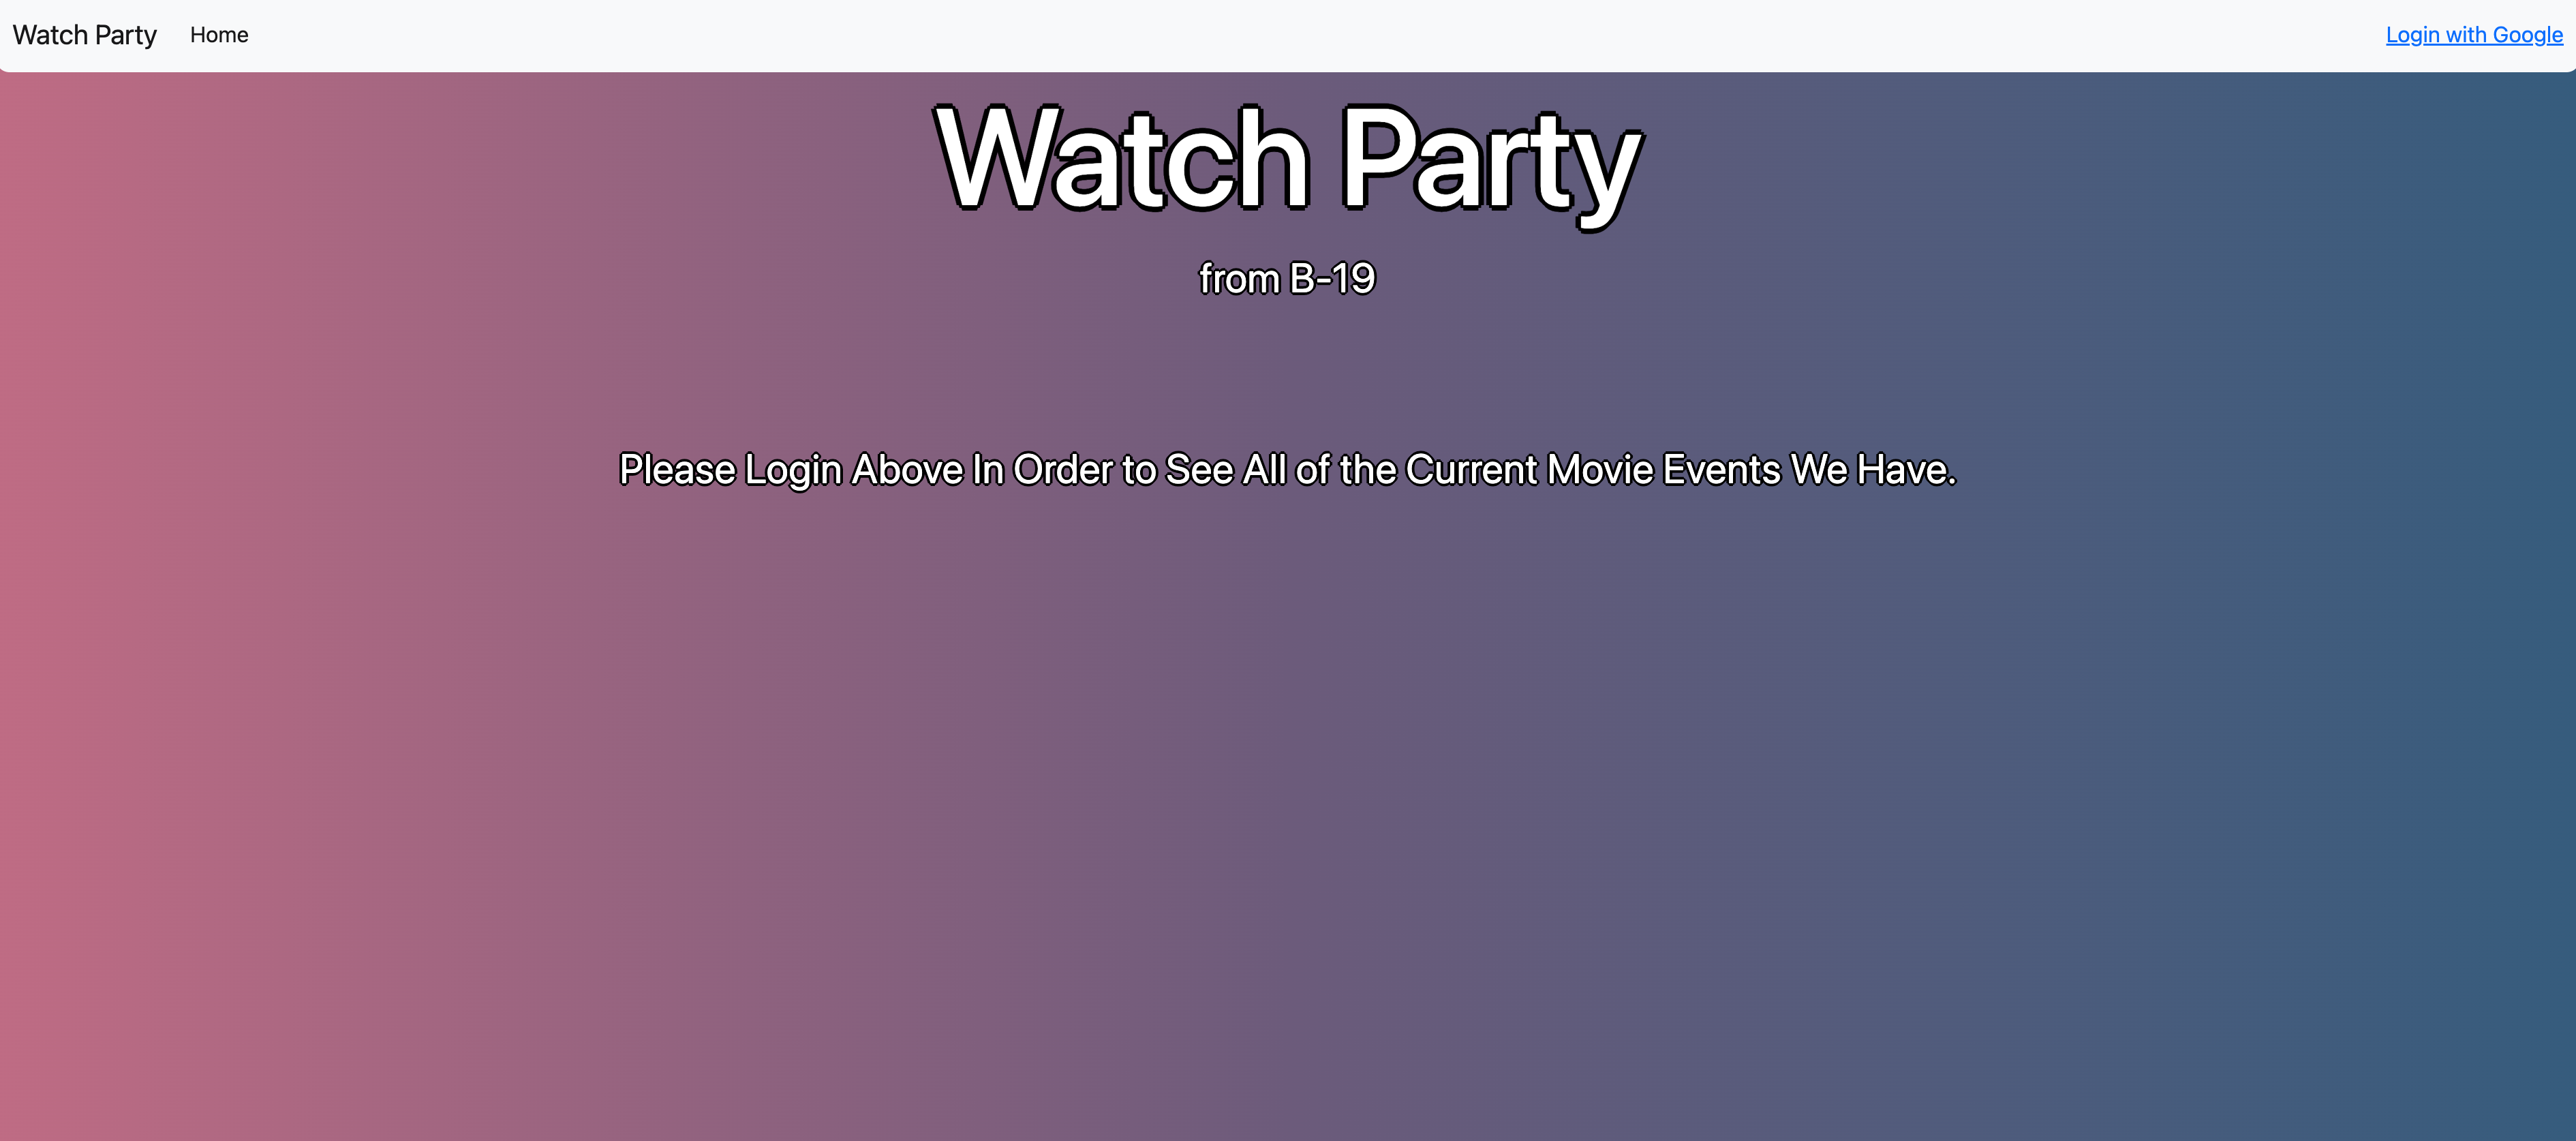 Watch Party Home Login with Google
Watch Party
from B-19
Please Login Above In Order to See All of the Current Movie Events We Have.